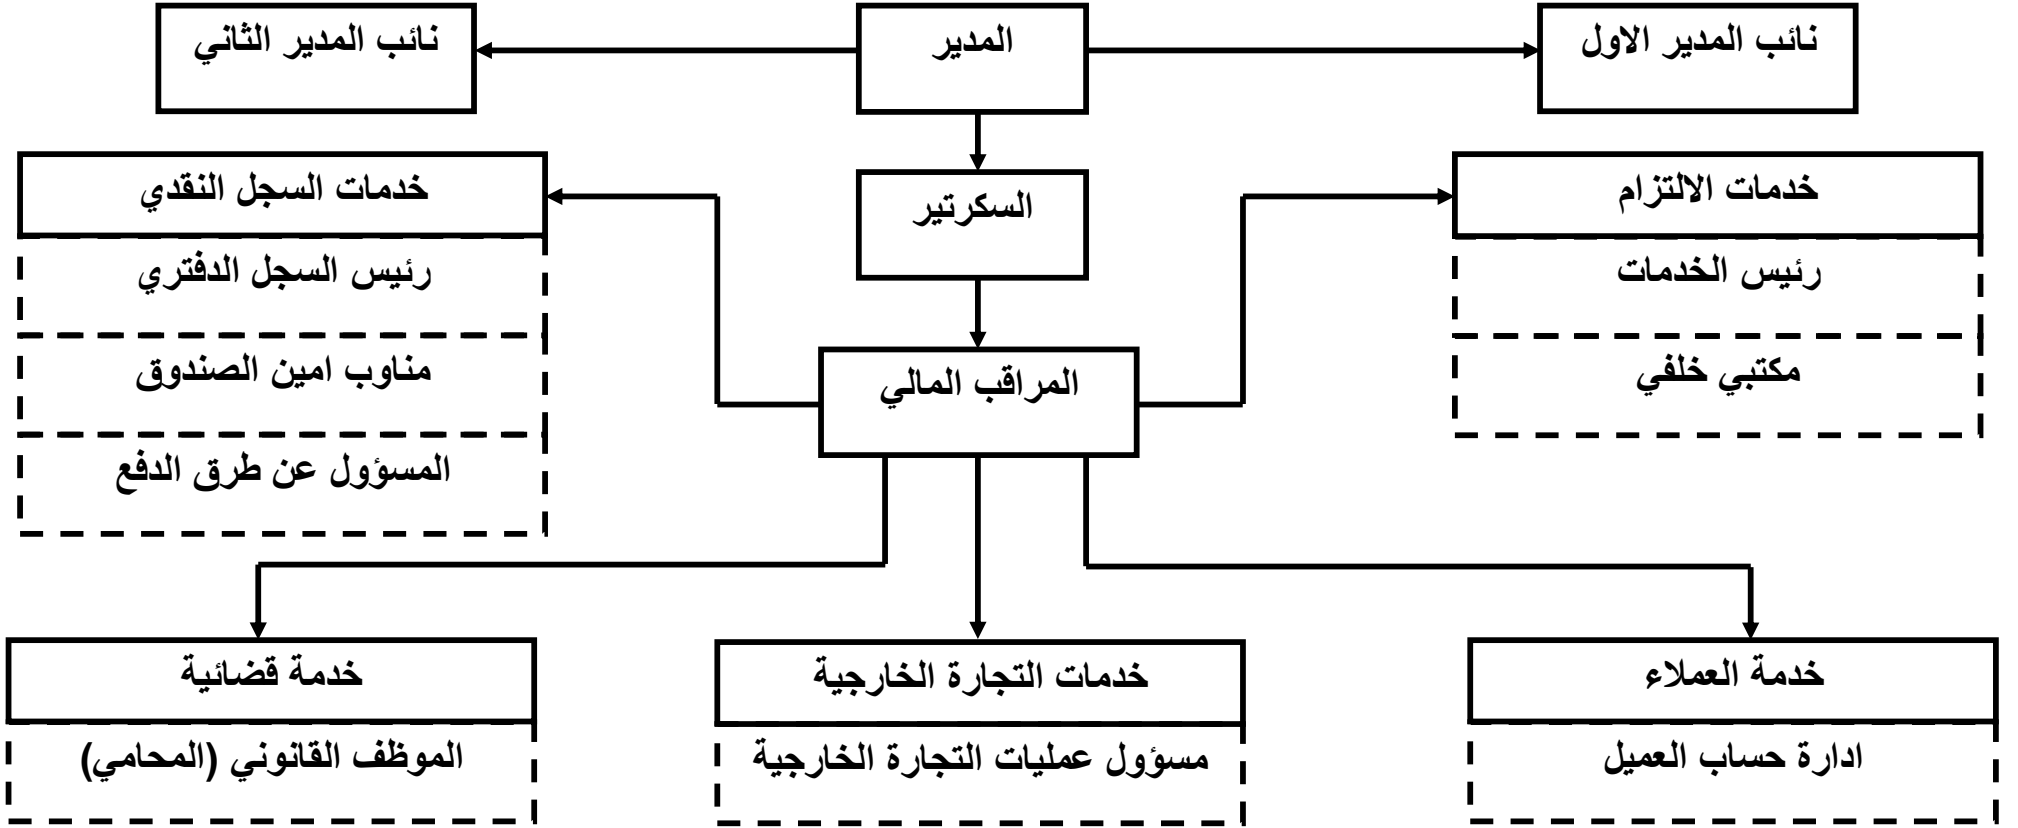 نائب المدير الاول
المدير
نائب المدير الثاني
خدمات الالتزام
رئيس الخدمات
مكتبي خلفي
السكرتير
المراقب المالي
خدمات السجل النقدي
رئيس السجل الدفتري
مناوب امين الصندوق
المسؤول عن طرق الدفع
خدمة العملاء
ادارة حساب العميل
خدمات التجارة الخارجية
مسؤول عمليات التجارة الخارجية
خدمة قضائية
الموظف القانوني (المحامي)